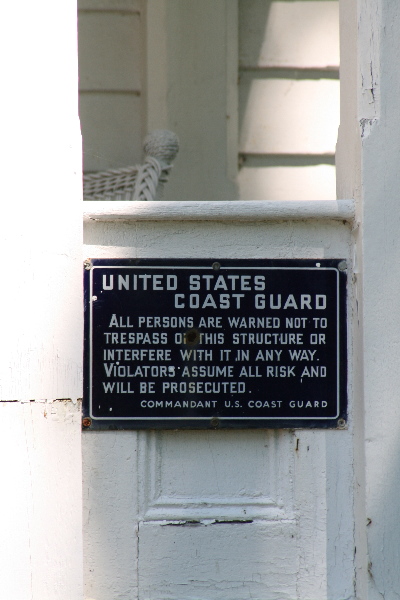 UNITED STATES
COAST GUARD
ALL PERSONS ARE WARNED NOT TO
TRESPASS ON THIS STRUCTURE OR
INTERFERE WITH IT IN ANY WAY.
VIOLATORS ASSUME ALL RISK AND
WILL BE PROSECUTED.
COMMANDANT U.S. COAST GUARD